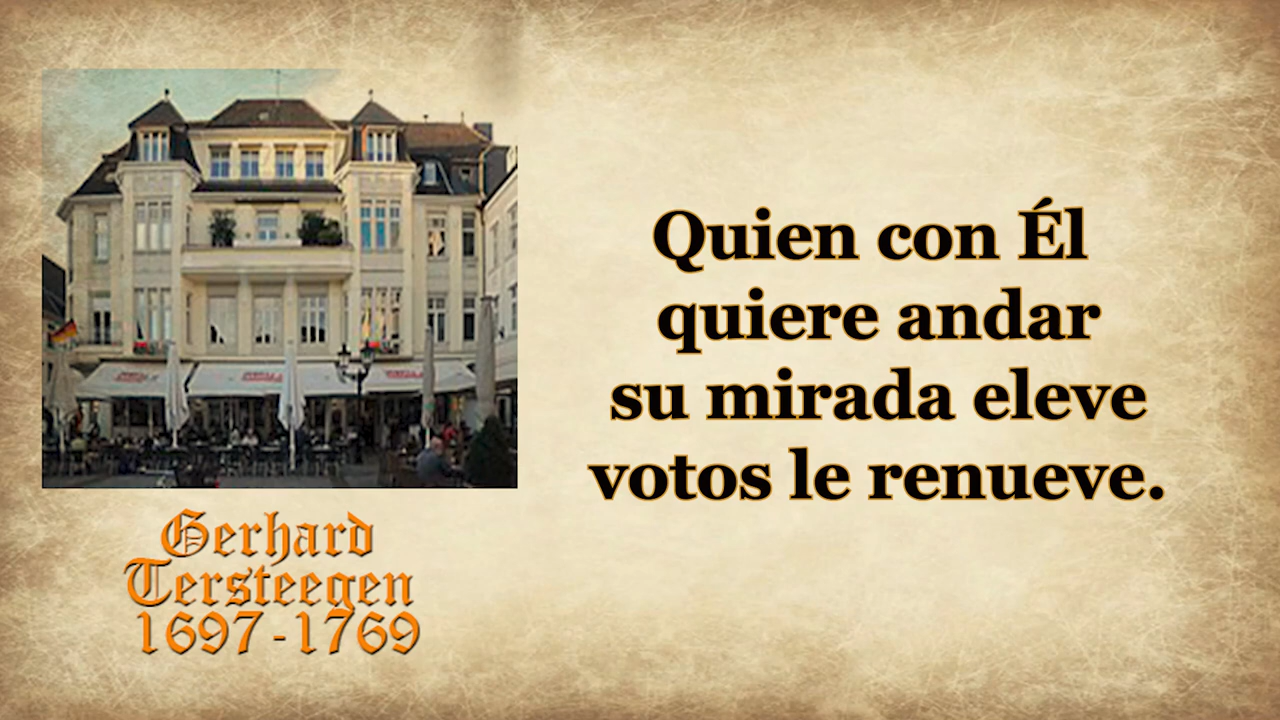 Quien con Él
quiere andar
su mirada eleve
votos le renueve.
Gerhard
Tersteegen
1697-1769